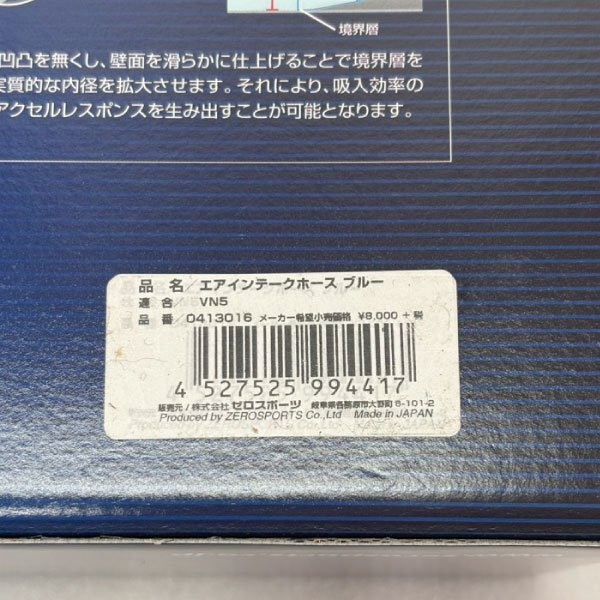 境界層
凹凸を無くし、壁面を滑らかに仕上げることで境界層を
実質的な内径を拡大させます。それにより、吸入効率の
アクセルレスポンスを生み出すことが可能となります。
品 名/エアインテークホース ブルー
適 合/VN5
品 番 0413016 メーカー希望小売価格 ¥8,000 +税
4 527525 994417
販売元/株式会社 ゼロスポーツ 岐阜県各務原市大野町6-101-2
Produced by ZEROSPORTS Co.,Ltd Made in JAPAN